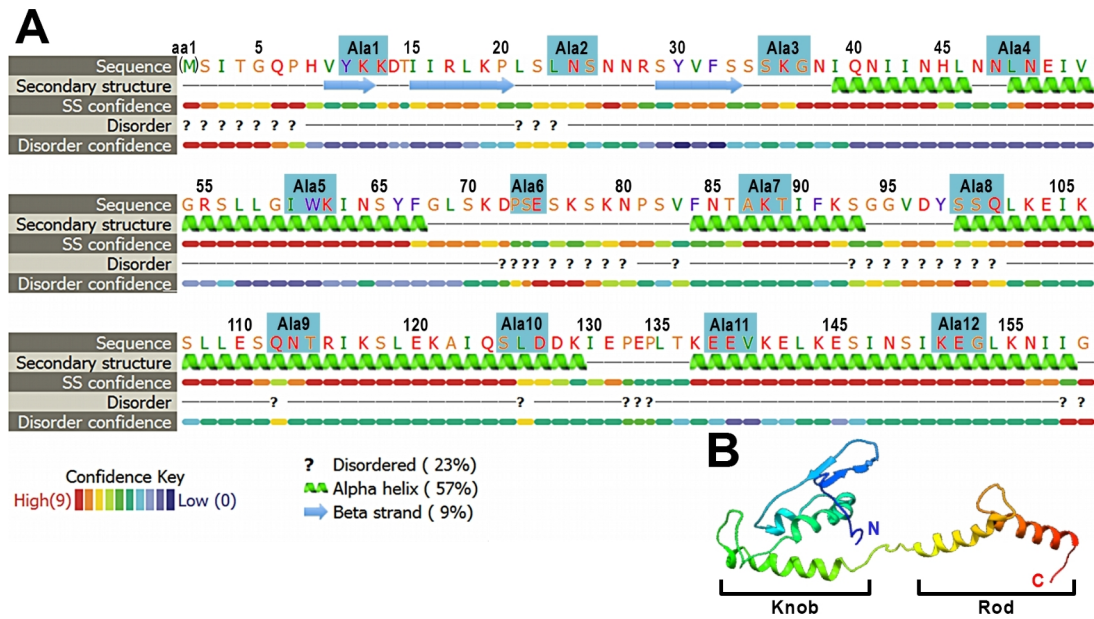 A
aa1 5 Ala1 15 20 Ala2 30 Ala3 40 45 Ala4
Sequence (M) S I T G Q P H V Y K K D T I I R L K P L S L N S N N R S Y V F S S S K G N I Q N I I N H L N N L N E I V
Secondary structure
SS confidence
Disorder ? ? ? ? ? ? ? ? ? ?
Disorder confidence
55 Ala5 65 70 Ala6 80 85 Ala7 90 95 Ala8 105
Sequence G R S L L G I W K I N S Y F G L S K D P S E S K S K N P S V F N T A K T I F K S G G V D Y S S Q L K E I K
Secondary structure
SS confidence
Disorder ? ? ? ? ? ? ? ? ? ? ? ? ? ? ? ? ? ? ?
Disorder confidence
110 Ala9 120 Ala10 130 135 Ala11 145 Ala12 155
Sequence S L L E S Q N T R I K S L E K A I Q S L D D K I E P E P L T K E E V K E L K E S I N S I K E G L K N I I G
Secondary structure
SS confidence
Disorder ? ? ? ? ? ? ?
Disorder confidence
Confidence Key
High(9) Low (0)
? Disordered ( 23%)
Alpha helix ( 57%)
Beta strand ( 9%)
B
N
C
Knob Rod